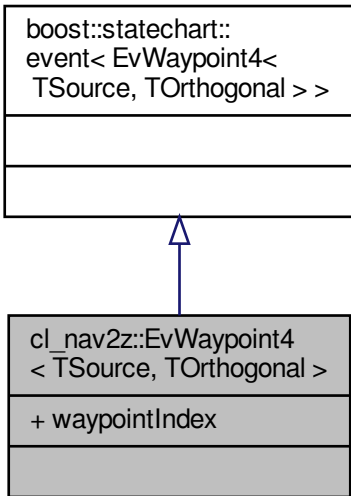 boost::statechart::
event< EvWaypoint4<
TSource, TOrthogonal > >
cl_nav2z::EvWaypoint4
< TSource, TOrthogonal >
+ waypointIndex